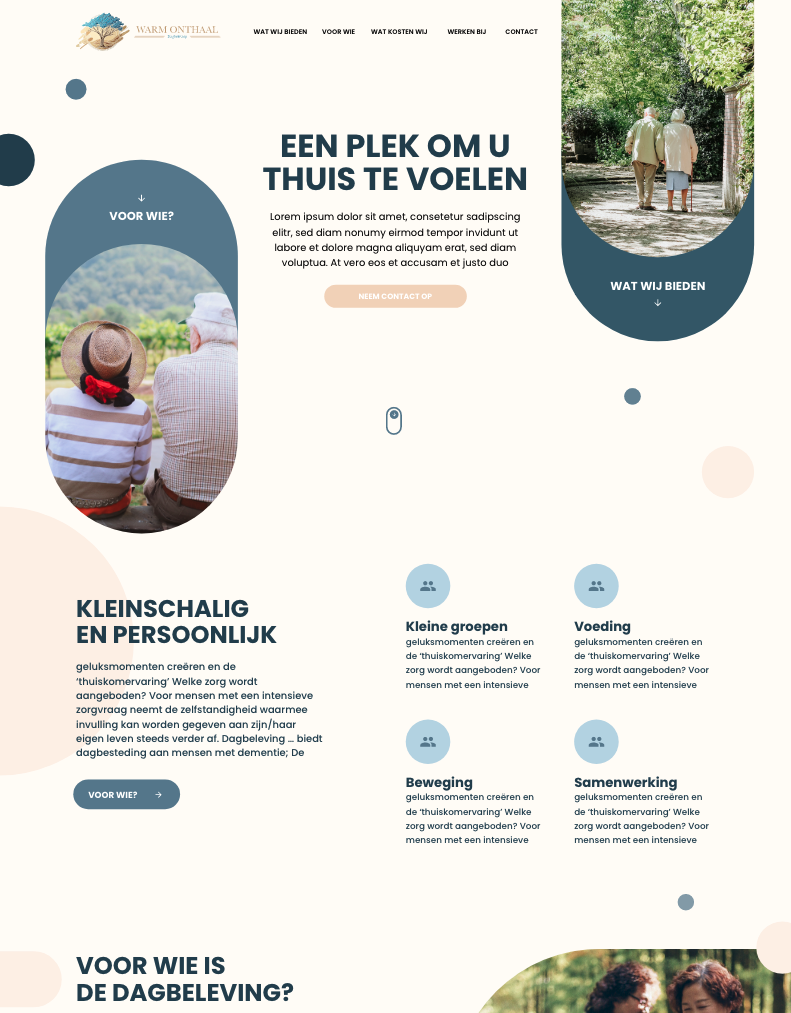 WARM ONTHAAL
Dagbeleving
WAT WIJ BIEDEN
VOOR WIE
WAT KOSTEN WIJ
WERKEN BIJ
CONTACT
EEN PLEK OM U
THUIS TE VOELEN
Lorem ipsum dolor sit amet, consetetur sadipscing
elitr, sed diam nonumy eirmod tempor invidunt ut
labore et dolore magna aliquyam erat, sed diam
voluptua. At vero eos et accusam et justo duo
NEEM CONTACT OP
VOOR WIE?
WAT WIJ BIEDEN
KLEINSCHALIG
EN PERSOONLIJK
geluksmomenten creëren en de
‘thuiskomervaring’ Welke zorg wordt
aangeboden? Voor mensen met een intensieve
zorgvraag neemt de zelfstandigheid waarmee
invulling kan worden gegeven aan zijn/haar
eigen leven steeds verder af. Dagbeleving … biedt
dagbesteding aan mensen met dementie; De
VOOR WIE?
Kleine groepen
geluksmomenten creëren en
de ‘thuiskomervaring’ Welke
zorg wordt aangeboden? Voor
mensen met een intensieve
Voeding
geluksmomenten creëren en
de ‘thuiskomervaring’ Welke
zorg wordt aangeboden? Voor
mensen met een intensieve
Beweging
geluksmomenten creëren en
de ‘thuiskomervaring’ Welke
zorg wordt aangeboden? Voor
mensen met een intensieve
Samenwerking
geluksmomenten creëren en
de ‘thuiskomervaring’ Welke
zorg wordt aangeboden? Voor
mensen met een intensieve
VOOR WIE IS
DE DAGBELEVING?